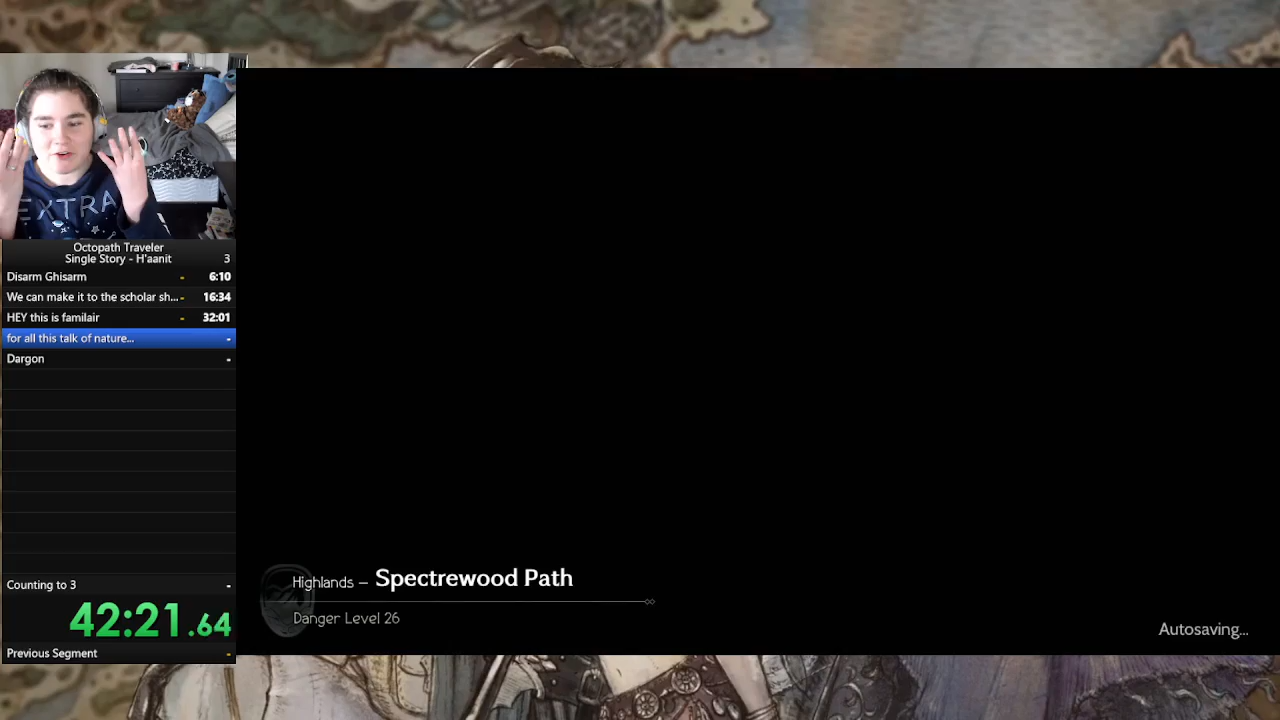 EXTRA
Octopath Traveler
Single Story - H'aanit 3
Disarm Ghisarm - 6:10
We can make it to the scholar sh... - 16:34
HEY this is familair - 32:01
for all this talk of nature... -
Dargon -
Counting to 3 -
42:21.64
Previous Segment -
Highlands – Spectrewood Path
Danger Level 26
Autosaving...